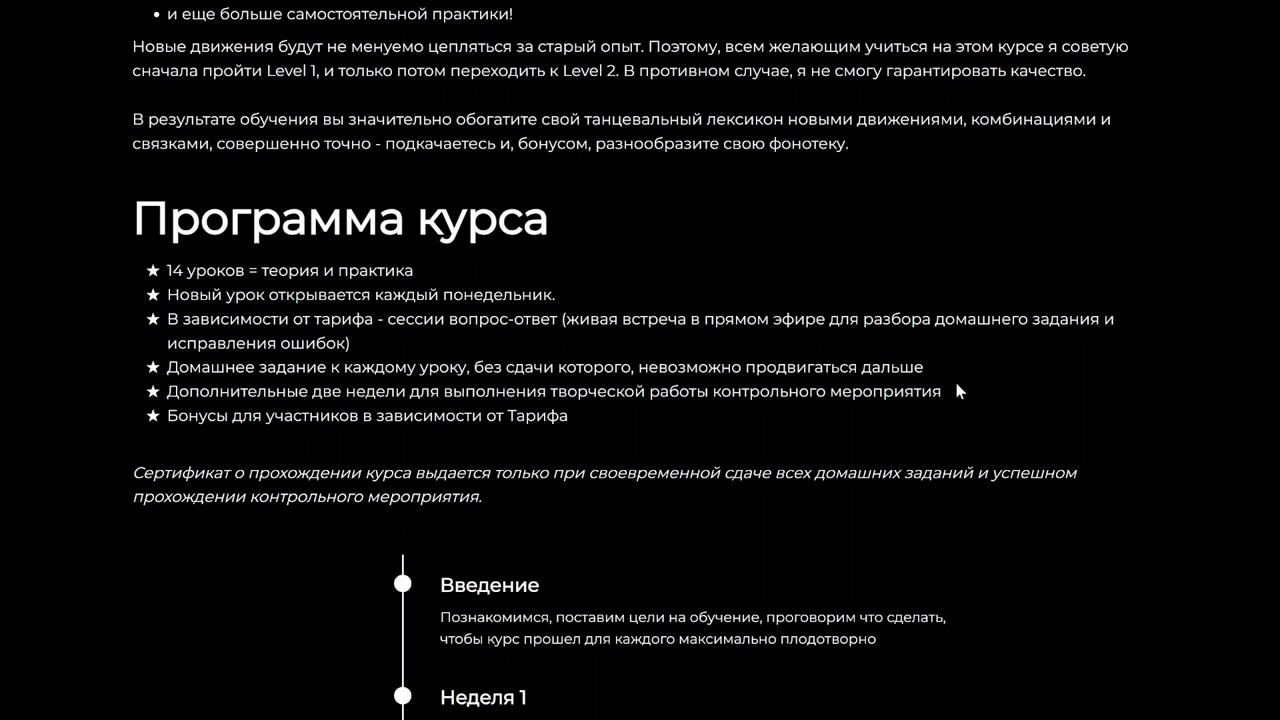 • и еще больше самостоятельной практики!
Новые движения будут не менуемо цепляться за старый опыт. Поэтому, всем желающим учиться на этом курсе я советую
сначала пройти Level 1, и только потом переходить к Level 2. В противном случае, я не смогу гарантировать качество.
В результате обучения вы значительно обогатите свой танцевальный лексикон новыми движениями, комбинациями и
связками, совершенно точно - подкачаетесь и, бонусом, разнообразите свою фонотеку.
Программа курса
★ 14 уроков = теория и практика
★ Новый урок открывается каждый понедельник.
★ В зависимости от тарифа - сессии вопрос-ответ (живая встреча в прямом эфире для разбора домашнего задания и
исправления ошибок)
★ Домашнее задание к каждому уроку, без сдачи которого, невозможно продвигаться дальше
★ Дополнительные две недели для выполнения творческой работы контрольного мероприятия
★ Бонусы для участников в зависимости от Тарифа
Сертификат о прохождении курса выдается только при своевременной сдаче всех домашних заданий и успешном
прохождении контрольного мероприятия.
Введение
Познакомимся, поставим цели на обучение, проговорим что сделать,
чтобы курс прошел для каждого максимально плодотворно
Неделя 1